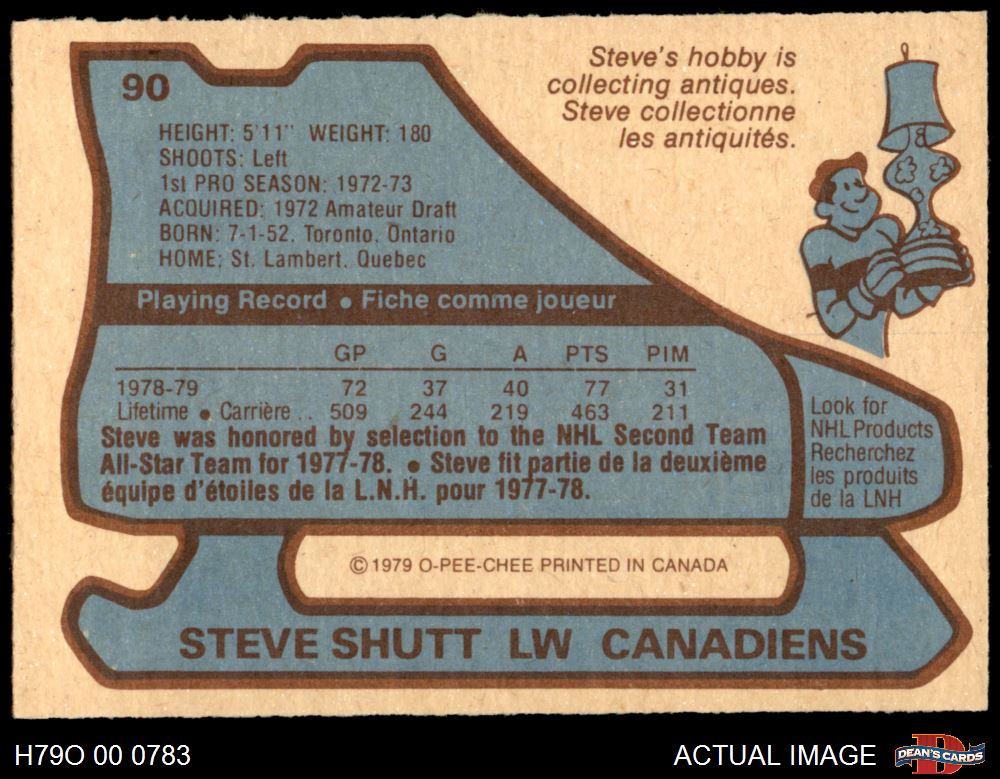 90
Steve's hobby is
collecting antiques.
Steve collectionne
les antiquités.
HEIGHT: 5'11" WEIGHT: 180
SHOOTS: Left
1st PRO SEASON: 1972-73
ACQUIRED: 1972 Amateur Draft
BORN: 7-1-52, Toronto, Ontario
HOME: St. Lambert, Quebec
Playing Record • Fiche comme joueur
GP G A PTS PIM
1978-79 72 37 40 77 31
Lifetime • Carrière .. 509 244 219 463 211
Steve was honored by selection to the NHL Second Team
All-Star Team for 1977-78. • Steve fit partie de la deuxième
équipe d'étoiles de la L.N.H. pour 1977-78.
Look for
NHL Products
Recherchez
les produits
de la LNH
© 1979 O-PEE-CHEE PRINTED IN CANADA
STEVE SHUTT LW CANADIENS
H79O 00 0783
ACTUAL IMAGE
DEAN'S CARDS